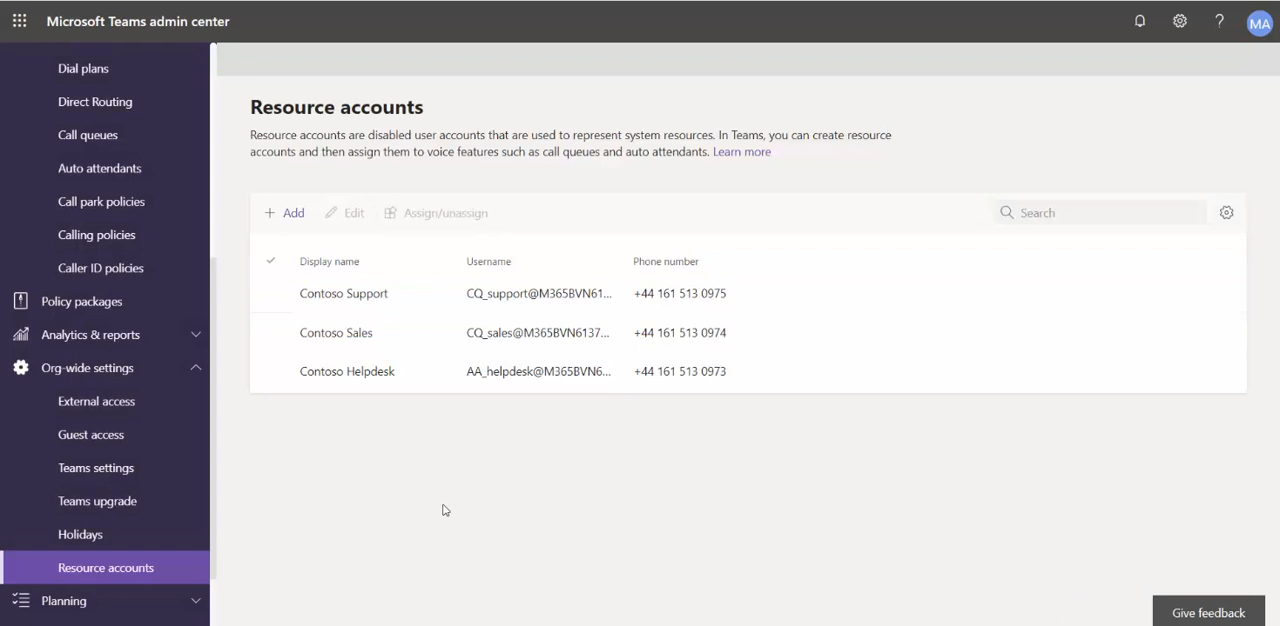 Microsoft Teams admin center
?
MA
Dial plans
Direct Routing
Call queues
Auto attendants
Call park policies
Calling policies
Caller ID policies
Policy packages
Analytics & reports
Org-wide settings
External access
Guest access
Teams settings
Teams upgrade
Holidays
Resource accounts
Planning
Resource accounts
Resource accounts are disabled user accounts that are used to represent system resources. In Teams, you can create resource
accounts and then assign them to voice features such as call queues and auto attendants. Learn more
+ Add Edit Assign/unassign Search
Display name Username Phone number
Contoso Support CQ_support@M365BVN61... +44 161 513 0975
Contoso Sales CQ_sales@M365BVN6137... +44 161 513 0974
Contoso Helpdesk AA_helpdesk@M365BVN6... +44 161 513 0973
Give feedback